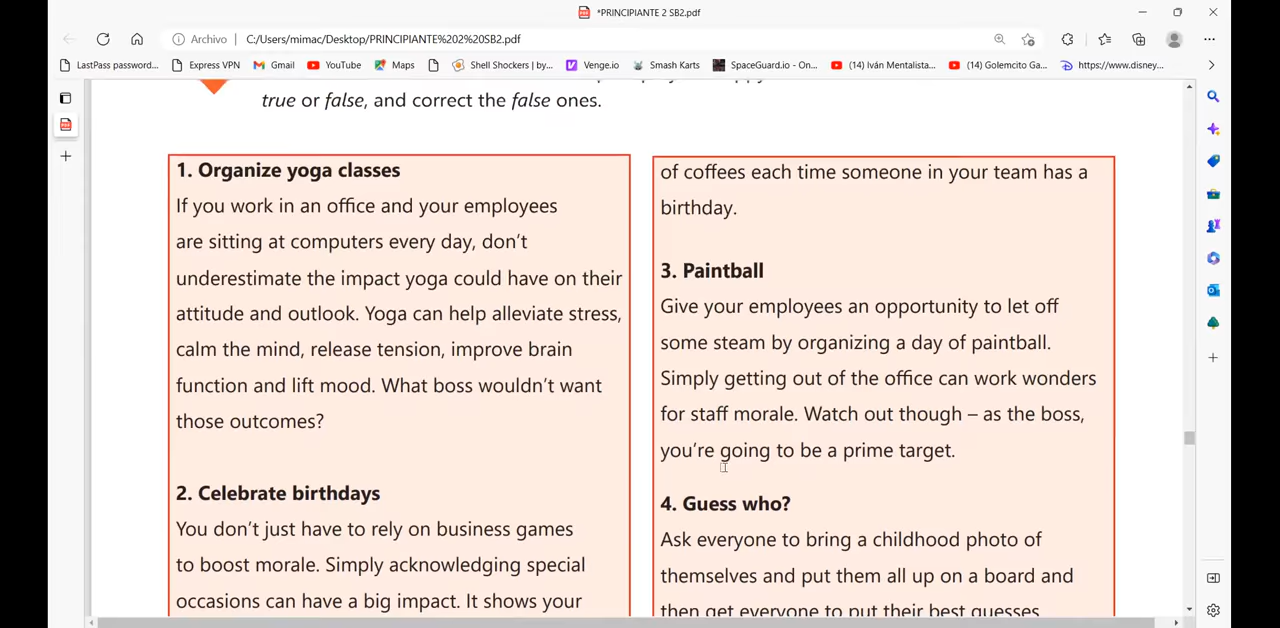 *PRINCIPIANTE 2 SB2.pdf
Archivo
C:/Users/mimac/Desktop/PRINCIPIANTE%202%20SB2.pdf
LastPass password...
Express VPN
Gmail
YouTube
Maps
Shell Shockers | by...
Venge.io
Smash Karts
SpaceGuard.io - On...
(14) Iván Mentalista...
(14) Golemcito Ga...
https://www.disney...
true or false, and correct the false ones.
1. Organize yoga classes
If you work in an office and your employees
are sitting at computers every day, don't
underestimate the impact yoga could have on their
attitude and outlook. Yoga can help alleviate stress,
calm the mind, release tension, improve brain
function and lift mood. What boss wouldn't want
those outcomes?
2. Celebrate birthdays
You don't just have to rely on business games
to boost morale. Simply acknowledging special
occasions can have a big impact. It shows your
of coffees each time someone in your team has a
birthday.
3. Paintball
Give your employees an opportunity to let off
some steam by organizing a day of paintball.
Simply getting out of the office can work wonders
for staff morale. Watch out though – as the boss,
you're going to be a prime target.
4. Guess who?
Ask everyone to bring a childhood photo of
themselves and put them all up on a board and
then get everyone to put their best guesses